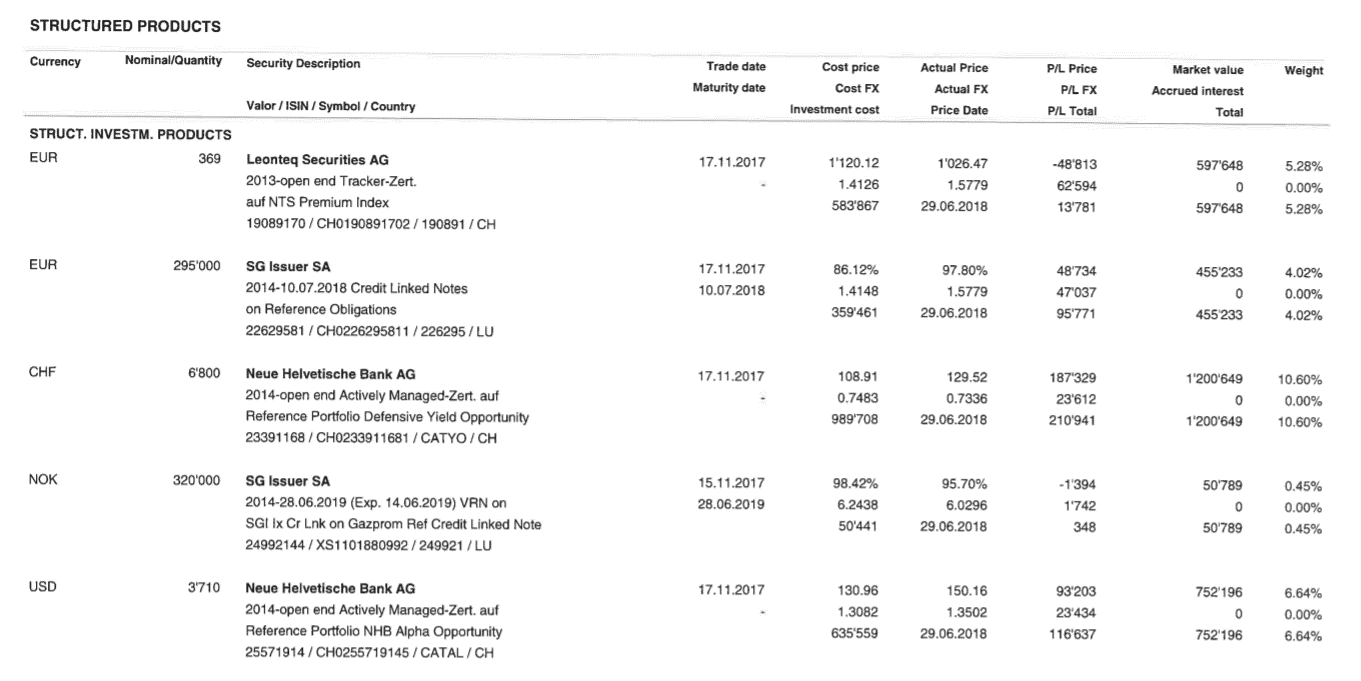 STRUCTURED PRODUCTS
Currency Nominal/Quantity Security Description Trade date Cost price Actual Price P/L Price Market value Weight
Maturity date Cost FX Actual FX P/L FX Accrued interest
Valor / ISIN / Symbol / Country Investment cost Price Date P/L Total Total
STRUCT. INVESTM. PRODUCTS
EUR 369 Leonteq Securities AG 17.11.2017 1'120.12 1'026.47 -48'813 597'648 5.28%
2013-open end Tracker-Zert. - 1.4126 1.5779 62'594 0 0.00%
auf NTS Premium Index 583'867 29.06.2018 13'781 597'648 5.28%
19089170 / CH0190891702 / 190891 / CH
EUR 295'000 SG Issuer SA 17.11.2017 86.12% 97.80% 48'734 455'233 4.02%
2014-10.07.2018 Credit Linked Notes 10.07.2018 1.4148 1.5779 47'037 0 0.00%
on Reference Obligations 359'461 29.06.2018 95'771 455'233 4.02%
22629581 / CH0226295811 / 226295 / LU
CHF 6'800 Neue Helvetische Bank AG 17.11.2017 108.91 129.52 187'329 1'200'649 10.60%
2014-open end Actively Managed-Zert. auf - 0.7483 0.7336 23'612 0 0.00%
Reference Portfolio Defensive Yield Opportunity 989'708 29.06.2018 210'941 1'200'649 10.60%
23391168 / CH0233911681 / CATYO / CH
NOK 320'000 SG Issuer SA 15.11.2017 98.42% 95.70% -1'394 50'789 0.45%
2014-28.06.2019 (Exp. 14.06.2019) VRN on 28.06.2019 6.2438 6.0296 1'742 0 0.00%
SGI Ix Cr Lnk on Gazprom Ref Credit Linked Note 50'441 29.06.2018 348 50'789 0.45%
24992144 / XS1101880992 / 249921 / LU
USD 3'710 Neue Helvetische Bank AG 17.11.2017 130.96 150.16 93'203 752'196 6.64%
2014-open end Actively Managed-Zert. auf - 1.3082 1.3502 23'434 0 0.00%
Reference Portfolio NHB Alpha Opportunity 635'559 29.06.2018 116'637 752'196 6.64%
25571914 / CH0255719145 / CATAL / CH